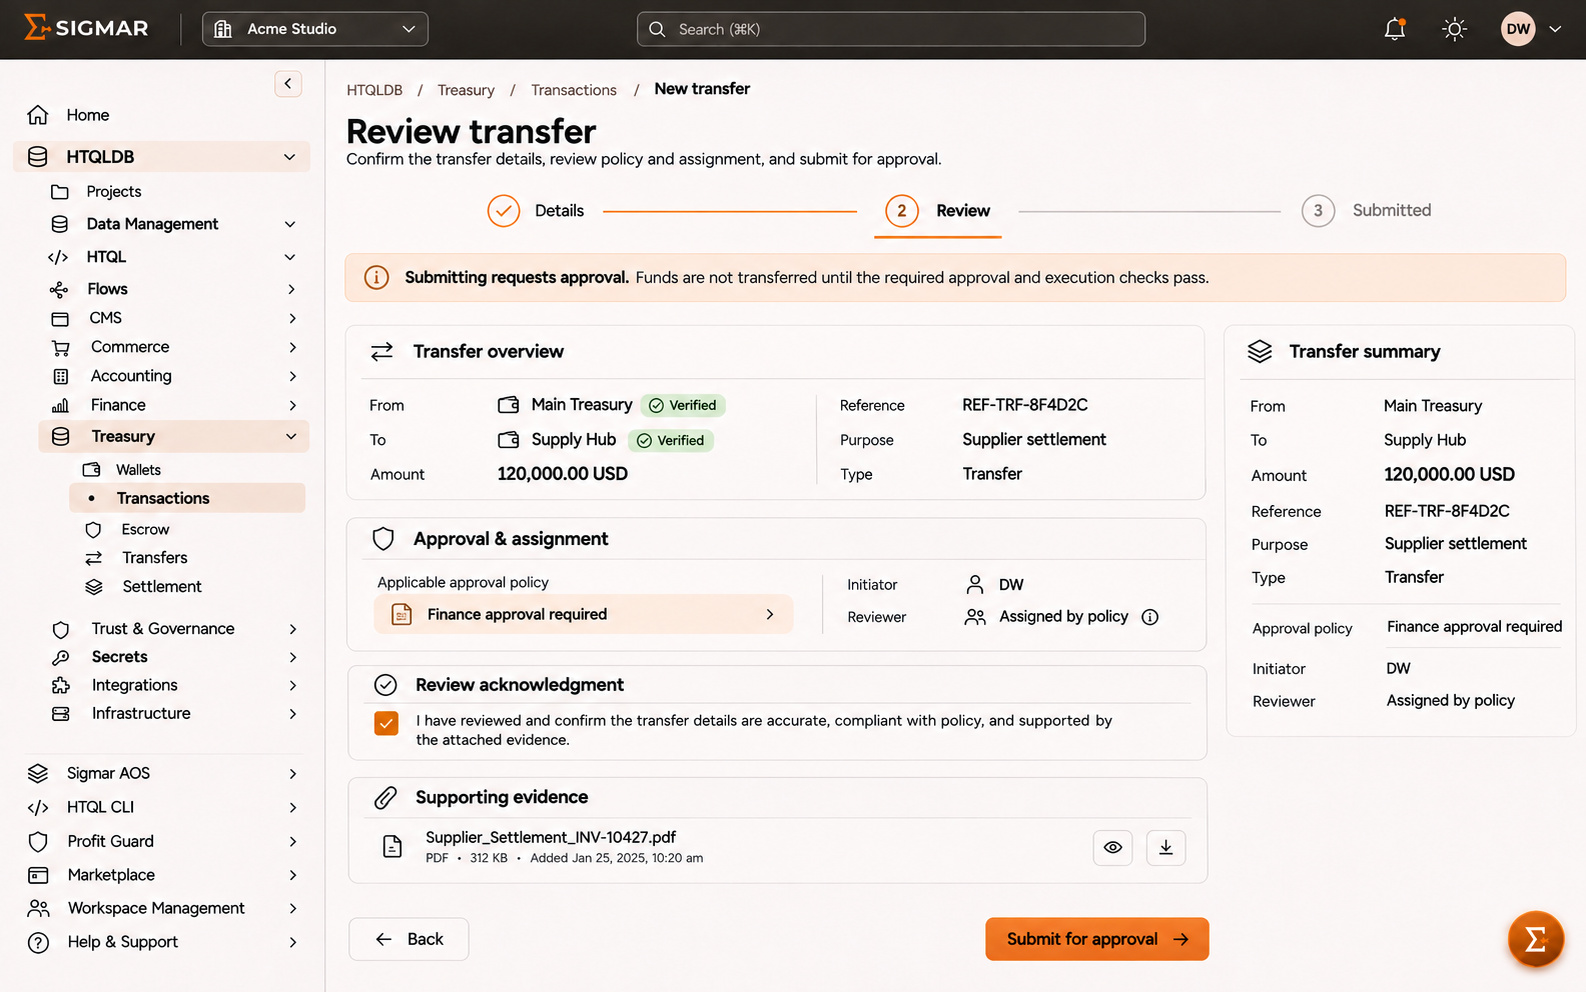 SIGMAR
Acme Studio
Search (⌘K)
DW
Home
HTQLDB
Projects
Data Management
HTQL
Flows
CMS
Commerce
Accounting
Finance
Treasury
Wallets
Transactions
Escrow
Transfers
Settlement
Trust & Governance
Secrets
Integrations
Infrastructure
Sigmar AOS
HTQL CLI
Profit Guard
Marketplace
Workspace Management
Help & Support
HTQLDB / Treasury / Transactions / New transfer
Review transfer
Confirm the transfer details, review policy and assignment, and submit for approval.
Details
2 Review
3 Submitted
Submitting requests approval. Funds are not transferred until the required approval and execution checks pass.
Transfer overview
From Main Treasury Verified
To Supply Hub Verified
Amount 120,000.00 USD
Reference REF-TRF-8F4D2C
Purpose Supplier settlement
Type Transfer
Approval & assignment
Applicable approval policy
Finance approval required
Initiator DW
Reviewer Assigned by policy
Review acknowledgment
I have reviewed and confirm the transfer details are accurate, compliant with policy, and supported by
the attached evidence.
Supporting evidence
Supplier_Settlement_INV-10427.pdf
PDF • 312 KB • Added Jan 25, 2025, 10:20 am
Back
Submit for approval
Transfer summary
From Main Treasury
To Supply Hub
Amount 120,000.00 USD
Reference REF-TRF-8F4D2C
Purpose Supplier settlement
Type Transfer
Approval policy Finance approval required
Initiator DW
Reviewer Assigned by policy